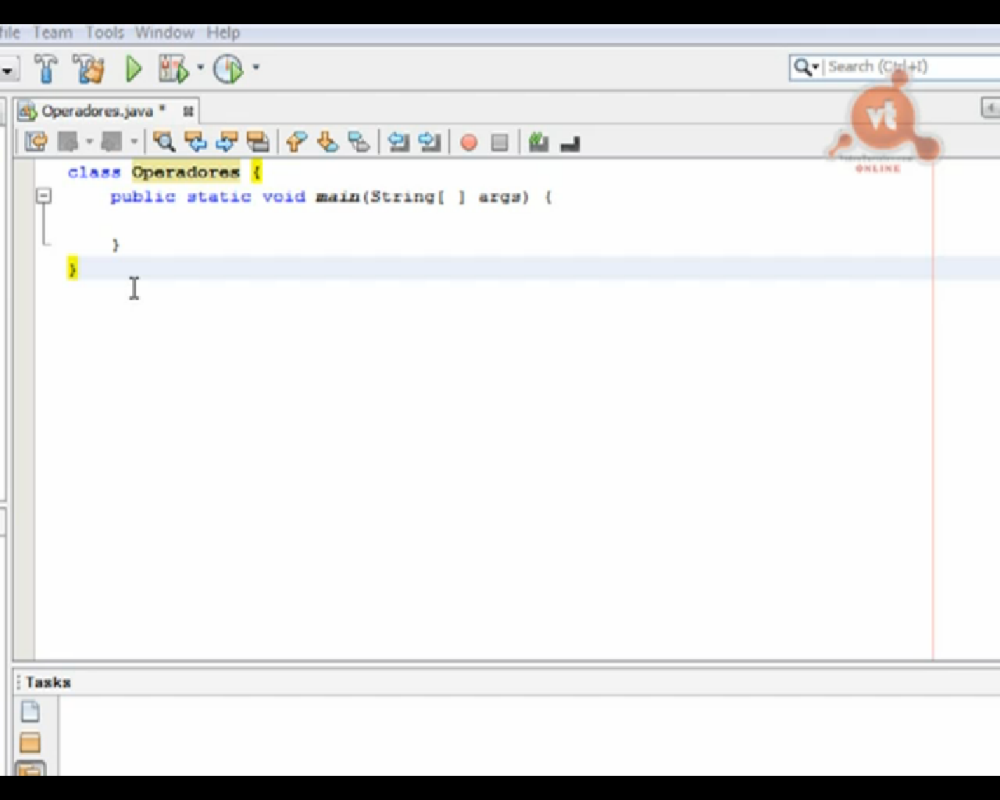 file Team Tools Window Help
Search (Ctrl+I)
Operadores.java *
vt
ONLINE
class Operadores {
public static void main(String[ ] args) {
}
}
Tasks